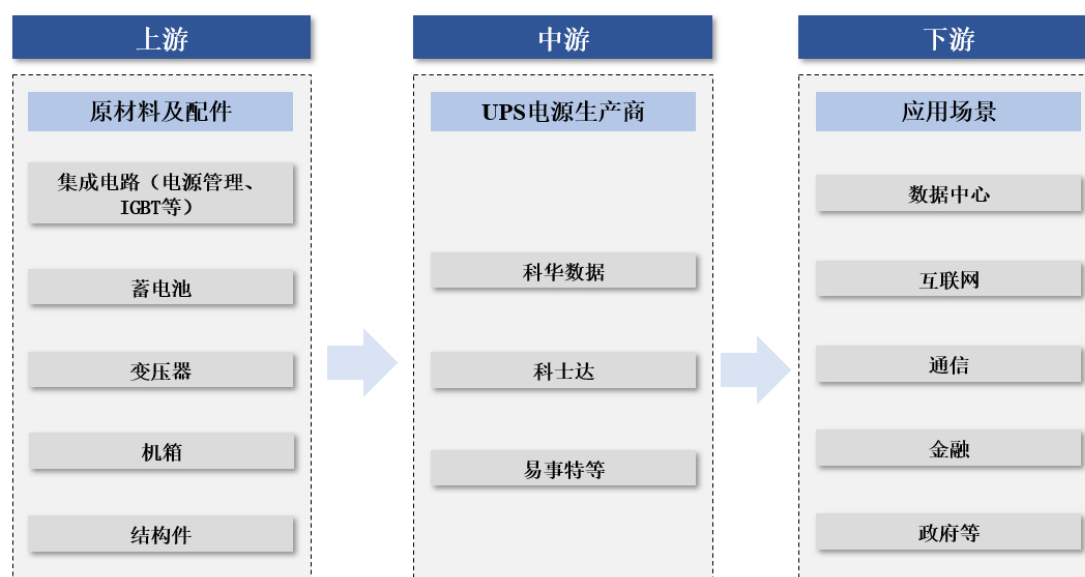 上游
原材料及配件
集成电路（电源管理、
IGBT等）
蓄电池
变压器
机箱
结构件
中游
UPS电源生产商
科华数据
科士达
易事特等
下游
应用场景
数据中心
互联网
通信
金融
政府等